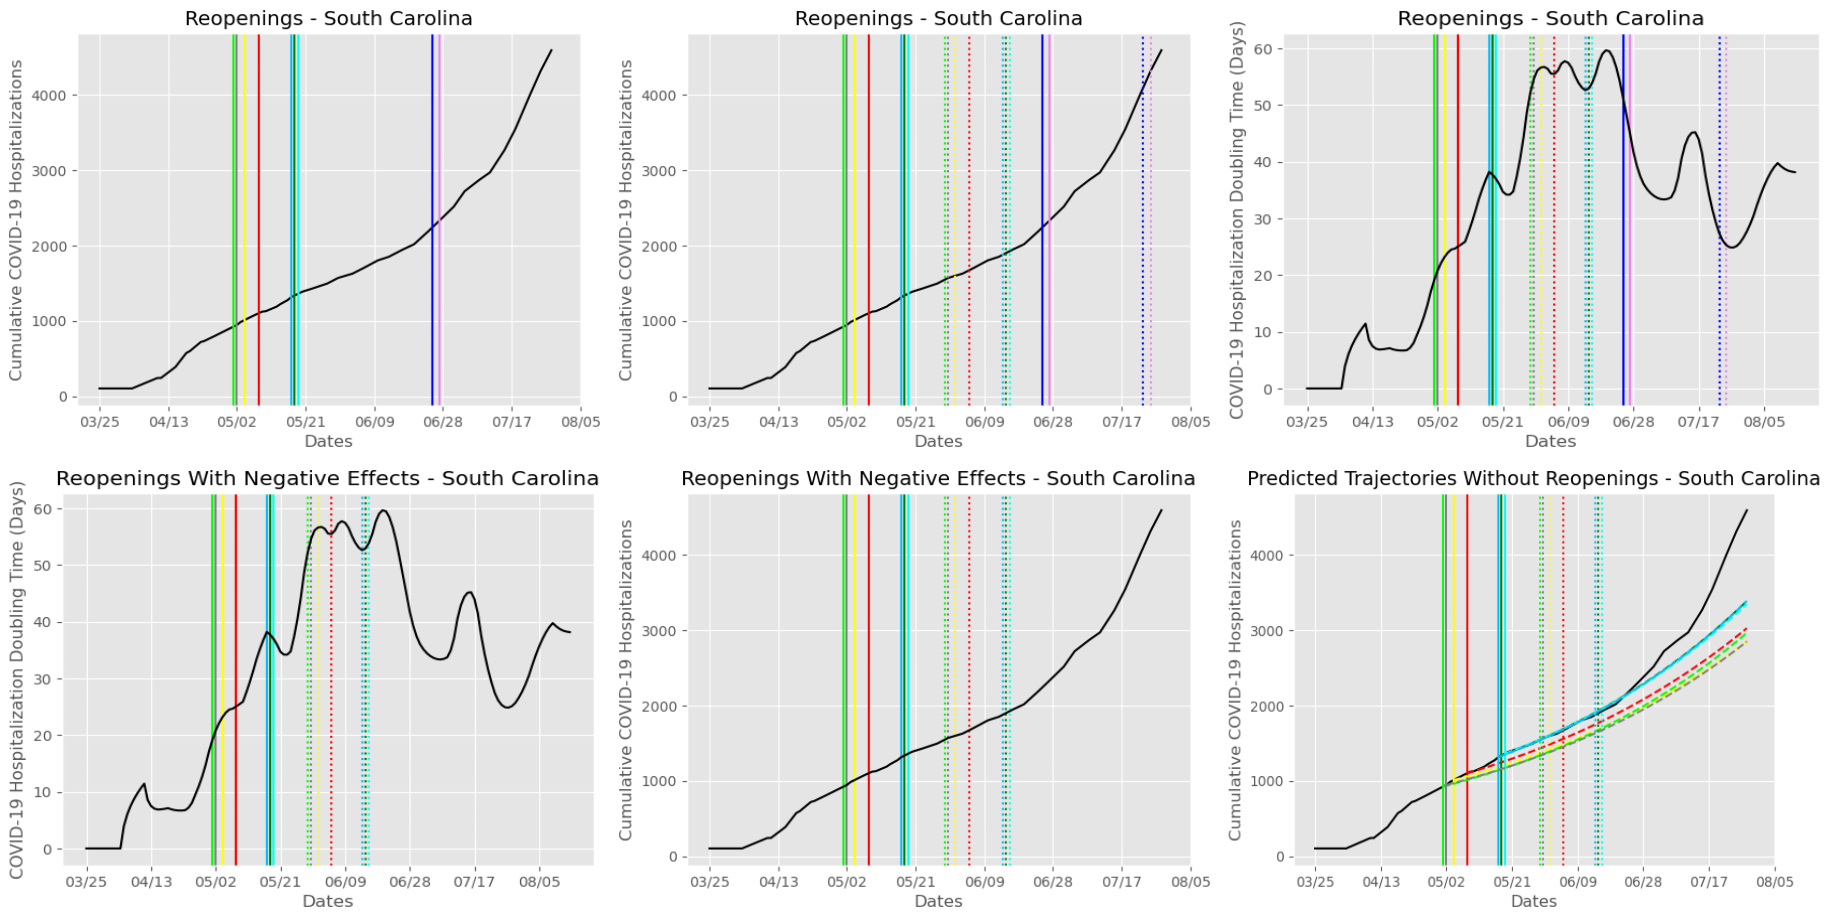 Reopenings - South Carolina
Cumulative COVID-19 Hospitalizations
4000
3000
2000
1000
0
03/25 04/13 05/02 05/21 06/09 06/28 07/17 08/05
Dates
Reopenings - South Carolina
Cumulative COVID-19 Hospitalizations
4000
3000
2000
1000
0
03/25 04/13 05/02 05/21 06/09 06/28 07/17 08/05
Dates
Reopenings - South Carolina
COVID-19 Hospitalization Doubling Time (Days)
60
50
40
30
20
10
0
03/25 04/13 05/02 05/21 06/09 06/28 07/17 08/05
Dates
Reopenings With Negative Effects - South Carolina
COVID-19 Hospitalization Doubling Time (Days)
60
50
40
30
20
10
0
03/25 04/13 05/02 05/21 06/09 06/28 07/17 08/05
Dates
Reopenings With Negative Effects - South Carolina
Cumulative COVID-19 Hospitalizations
4000
3000
2000
1000
0
03/25 04/13 05/02 05/21 06/09 06/28 07/17 08/05
Dates
Predicted Trajectories Without Reopenings - South Carolina
Cumulative COVID-19 Hospitalizations
4000
3000
2000
1000
0
03/25 04/13 05/02 05/21 06/09 06/28 07/17 08/05
Dates